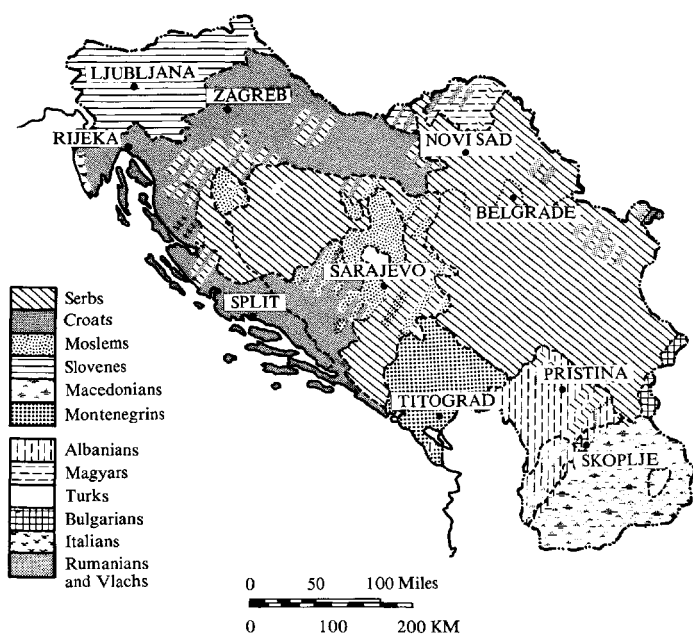 LJUBLJANA
ZAGREB
RIJEKA
NOVI SAD
BELGRADE
SARAJEVO
SPLIT
PRISTINA
TITOGRAD
SKOPLJE
Serbs
Croats
Moslems
Slovenes
Macedonians
Montenegrins
Albanians
Magyars
Turks
Bulgarians
Italians
Rumanians
and Vlachs
0 50 100 Miles
0 100 200 KM